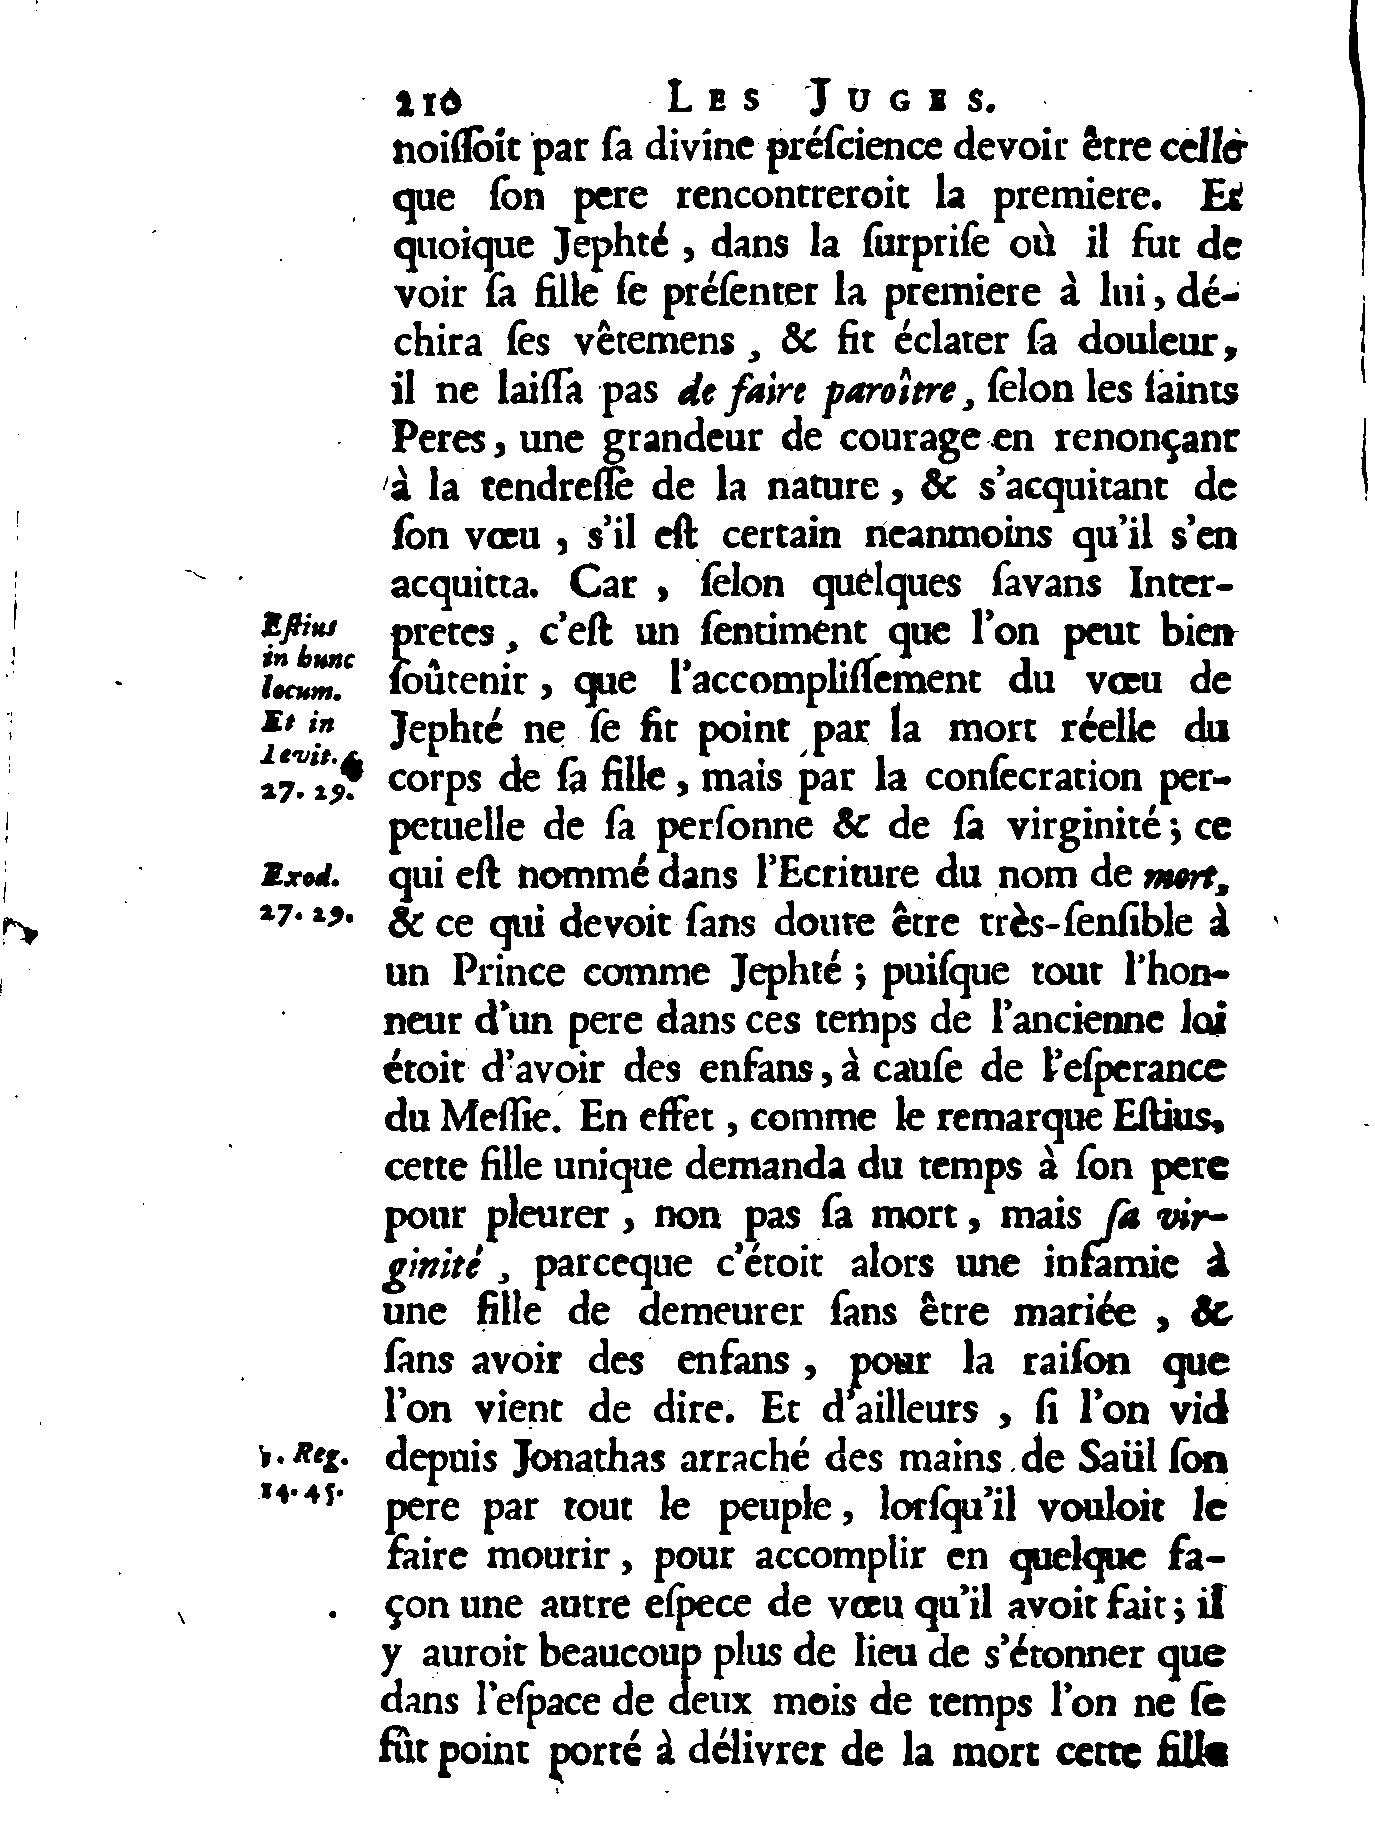 210 LES JUGES.
noiſſoit par ſa divine préſcience devoir être celle
que ſon pere rencontreroit la premiere. Et
quoique Jephté, dans la ſurpriſe où il fut de
voir ſa fille ſe préſenter la premiere à lui, dé-
chira ſes vêtemens, & fit éclater ſa douleur,
il ne laiſſa pas de faire paroître, ſelon les ſaints
Peres, une grandeur de courage en renonçant
à la tendreſſe de la nature, & s'acquitant de
ſon vœu, s'il eſt certain neanmoins qu'il s'en
acquitta. Car, ſelon quelques ſavans Inter-
pretes, c'eſt un ſentiment que l'on peut bien
ſoûtenir, que l'accompliſſement du vœu de
Jephté ne ſe fit point par la mort réelle du
corps de ſa fille, mais par la conſecration per-
petuelle de ſa perſonne & de ſa virginité; ce
qui eſt nommé dans l'Ecriture du nom de mort,
& ce qui devoit ſans doute être très-ſenſible à
un Prince comme Jephté; puiſque tout l'hon-
neur d'un pere dans ces temps de l'ancienne loi
étoit d'avoir des enfans, à cauſe de l'eſperance
du Meſſie. En effet, comme le remarque Eſtius,
cette fille unique demanda du temps à ſon pere
pour pleurer, non pas ſa mort, mais ſa vir-
ginité, parceque c'étoit alors une infamie à
une fille de demeurer ſans être mariée, &
ſans avoir des enfans, pour la raiſon que
l'on vient de dire. Et d'ailleurs, ſi l'on vid
depuis Jonathas arraché des mains de Saül ſon
pere par tout le peuple, lorſqu'il vouloit le
faire mourir, pour accomplir en quelque fa-
çon une autre eſpece de vœu qu'il avoit fait; il
y auroit beaucoup plus de lieu de s'étonner que
dans l'eſpace de deux mois de temps l'on ne ſe
fût point porté à délivrer de la mort cette fille
Eſtius
in hunc
locum.
Et in
levit.
27. 29.
Exod.
27. 29.
1. Reg.
14. 45.